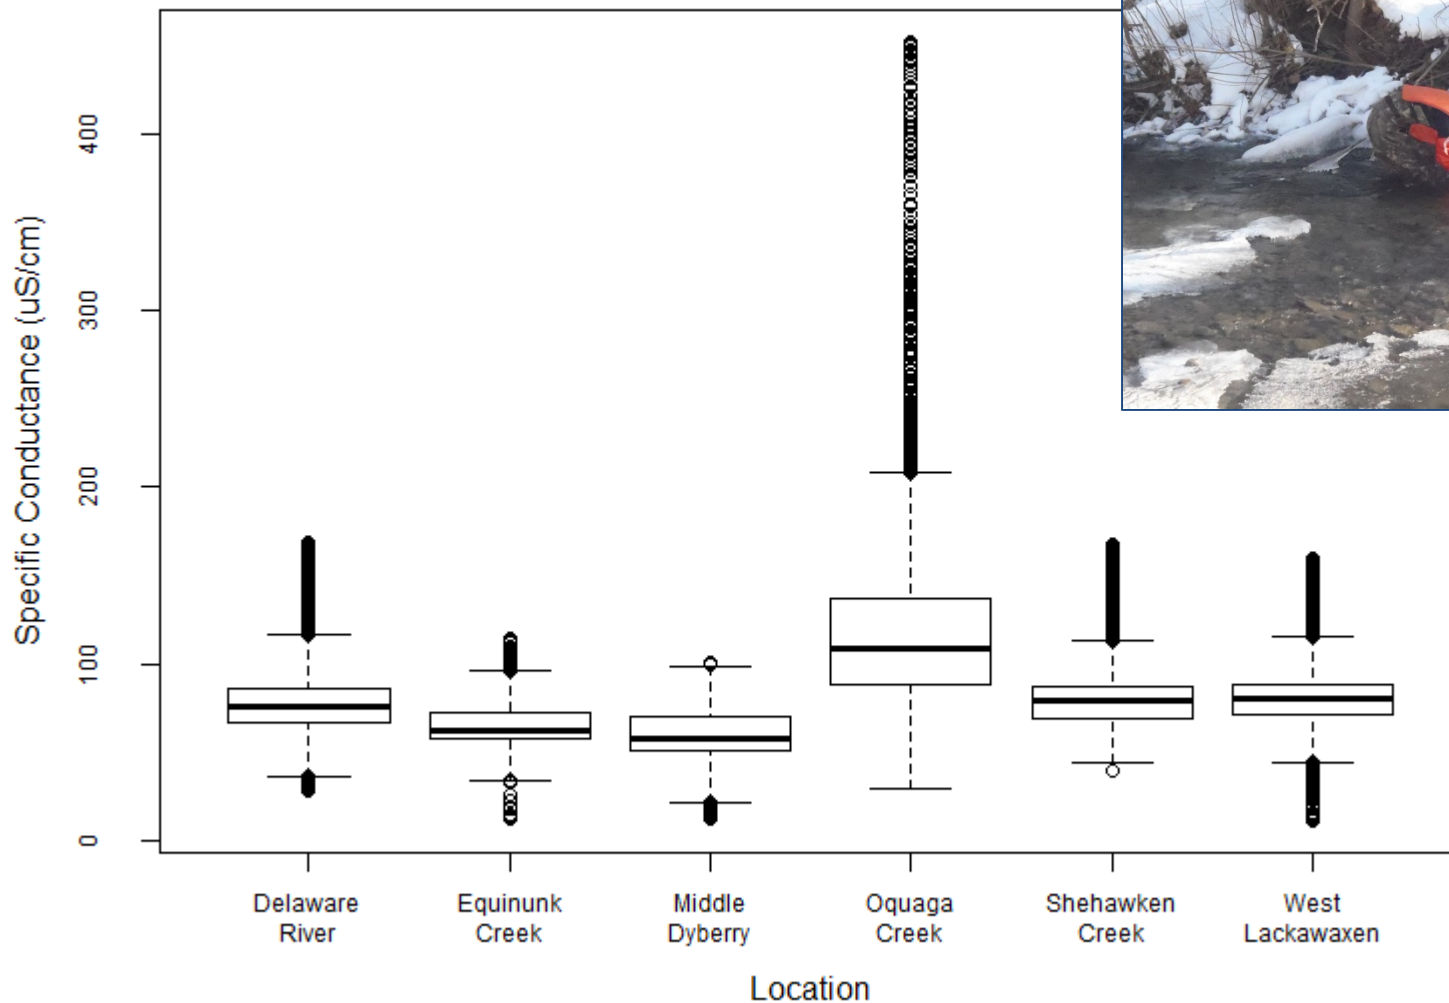 Specific Conductance (uS/cm)
400
300
200
100
0
Delaware River
Equinunk Creek
Middle Dyberry
Oquaga Creek
Shehawken Creek
West Lackawaxen
Location